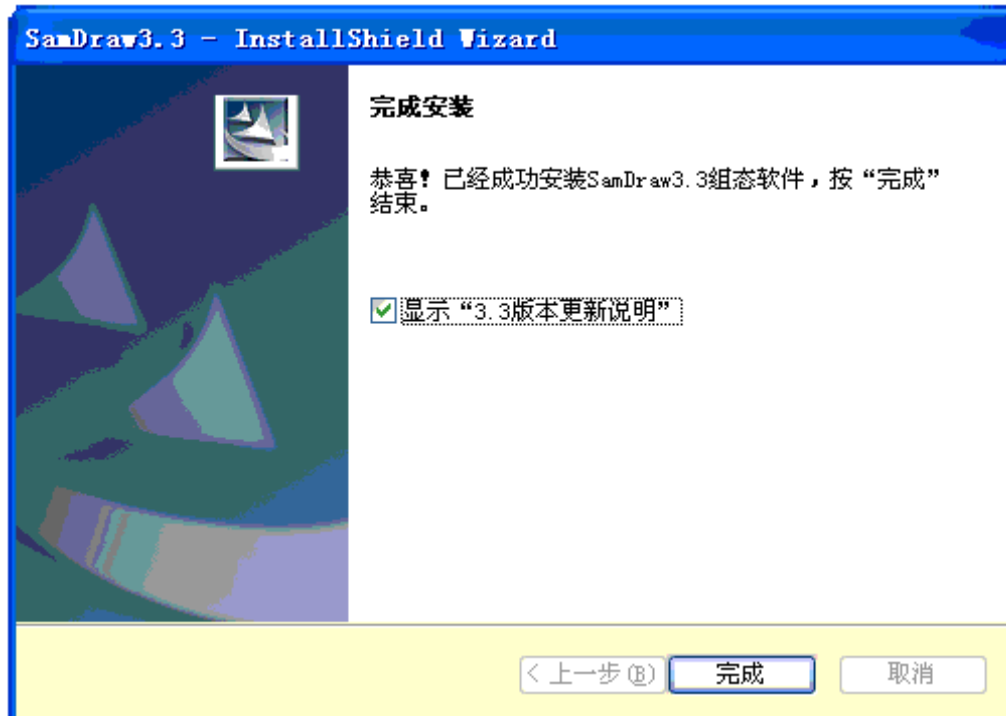 SamDraw3.3 - InstallShield Wizard
完成安装
恭喜！已经成功安装SamDraw3.3组态软件，按“完成”
结束。
显示“3.3版本更新说明”
< 上一步(B)
完成
取消